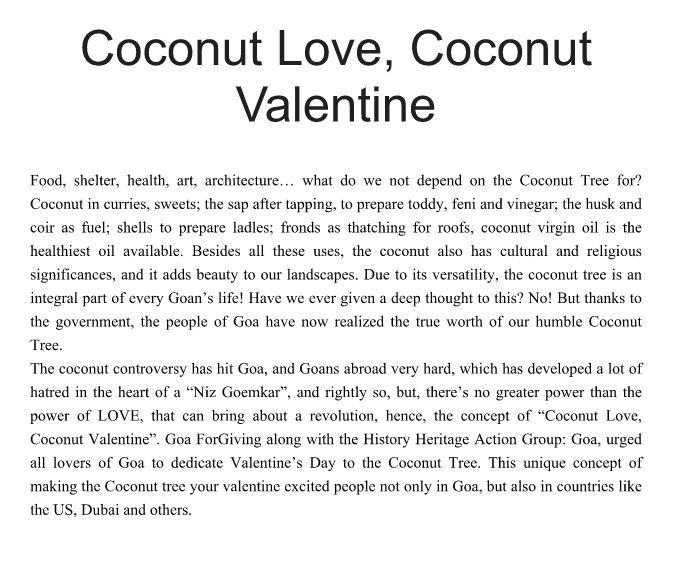 Coconut Love, Coconut
Valentine
Food, shelter, health, art, architecture… what do we not depend on the Coconut Tree for?
Coconut in curries, sweets; the sap after tapping, to prepare toddy, feni and vinegar; the husk and
coir as fuel; shells to prepare ladles; fronds as thatching for roofs, coconut virgin oil is the
healthiest oil available. Besides all these uses, the coconut also has cultural and religious
significances, and it adds beauty to our landscapes. Due to its versatility, the coconut tree is an
integral part of every Goan’s life! Have we ever given a deep thought to this? No! But thanks to
the government, the people of Goa have now realized the true worth of our humble Coconut
Tree.
The coconut controversy has hit Goa, and Goans abroad very hard, which has developed a lot of
hatred in the heart of a “Niz Goemkar”, and rightly so, but, there’s no greater power than the
power of LOVE, that can bring about a revolution, hence, the concept of “Coconut Love,
Coconut Valentine”. Goa ForGiving along with the History Heritage Action Group: Goa, urged
all lovers of Goa to dedicate Valentine’s Day to the Coconut Tree. This unique concept of
making the Coconut tree your valentine excited people not only in Goa, but also in countries like
the US, Dubai and others.